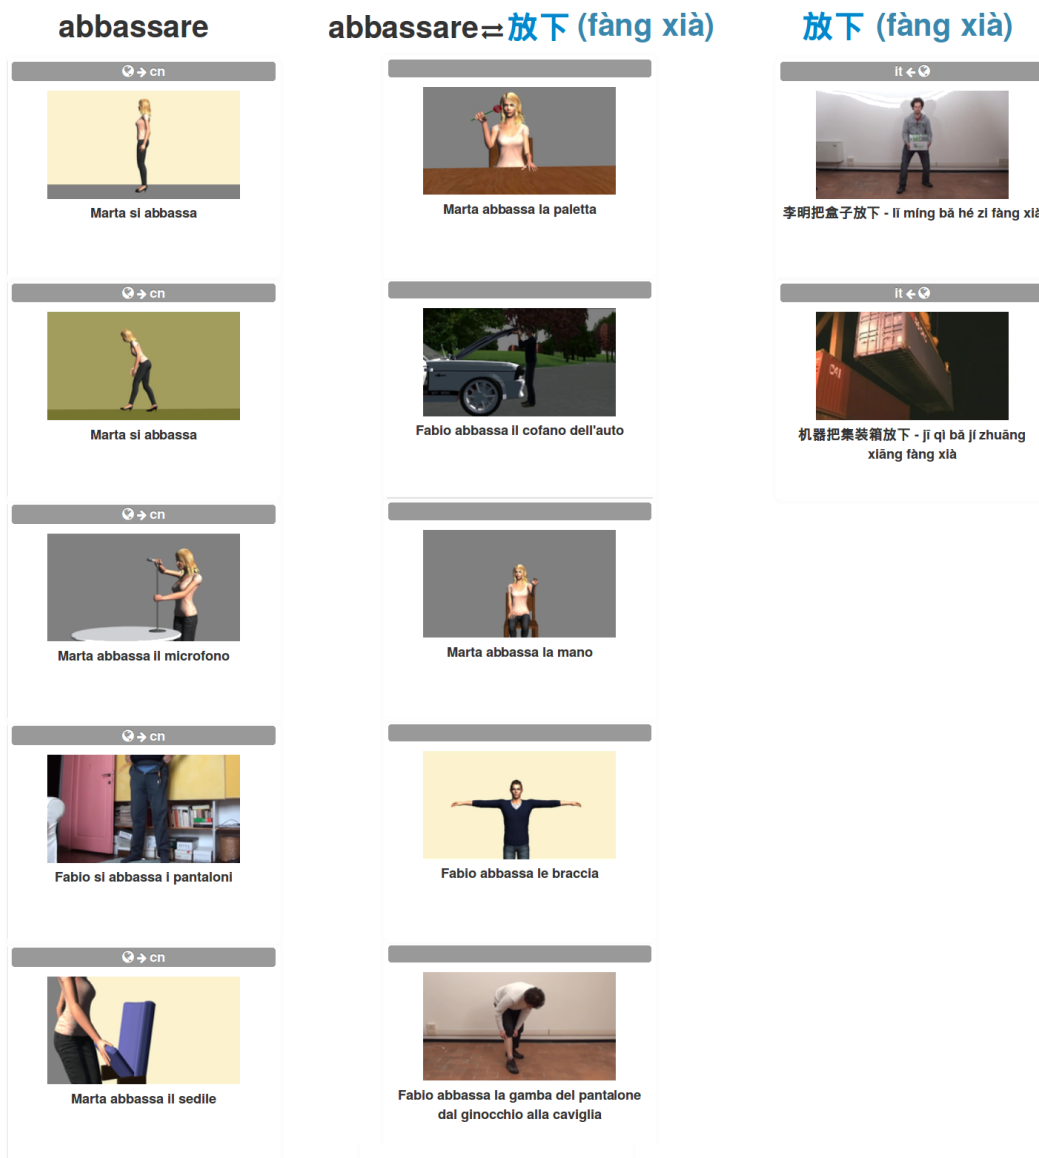 abbassare
→ cn
Marta si abbassa
→ cn
Marta si abbassa
→ cn
Marta abbassa il microfono
→ cn
Fabio si abbassa i pantaloni
→ cn
Marta abbassa il sedile
abbassare⇄放下 (fàng xià)
Marta abbassa la paletta
Fabio abbassa il cofano dell'auto
Marta abbassa la mano
Fabio abbassa le braccia
Fabio abbassa la gamba del pantalone
dal ginocchio alla caviglia
放下 (fàng xià)
it ←
李明把盒子放下 - lǐ míng bǎ hé zi fàng xià
it ←
机器把集装箱放下 - jī qì bǎ jí zhuāng
xiāng fàng xià